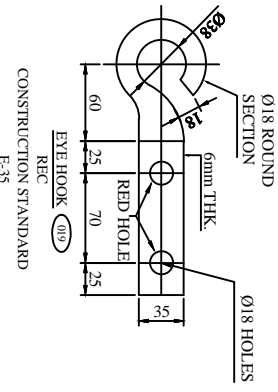 Ø18 ROUND
SECTION
Ø38
18
6mm THK.
Ø18 HOLES
60
25
70
25
35
RED HOLE
EYE HOOK 019
REC
CONSTRUCTION STANDARD
E-35